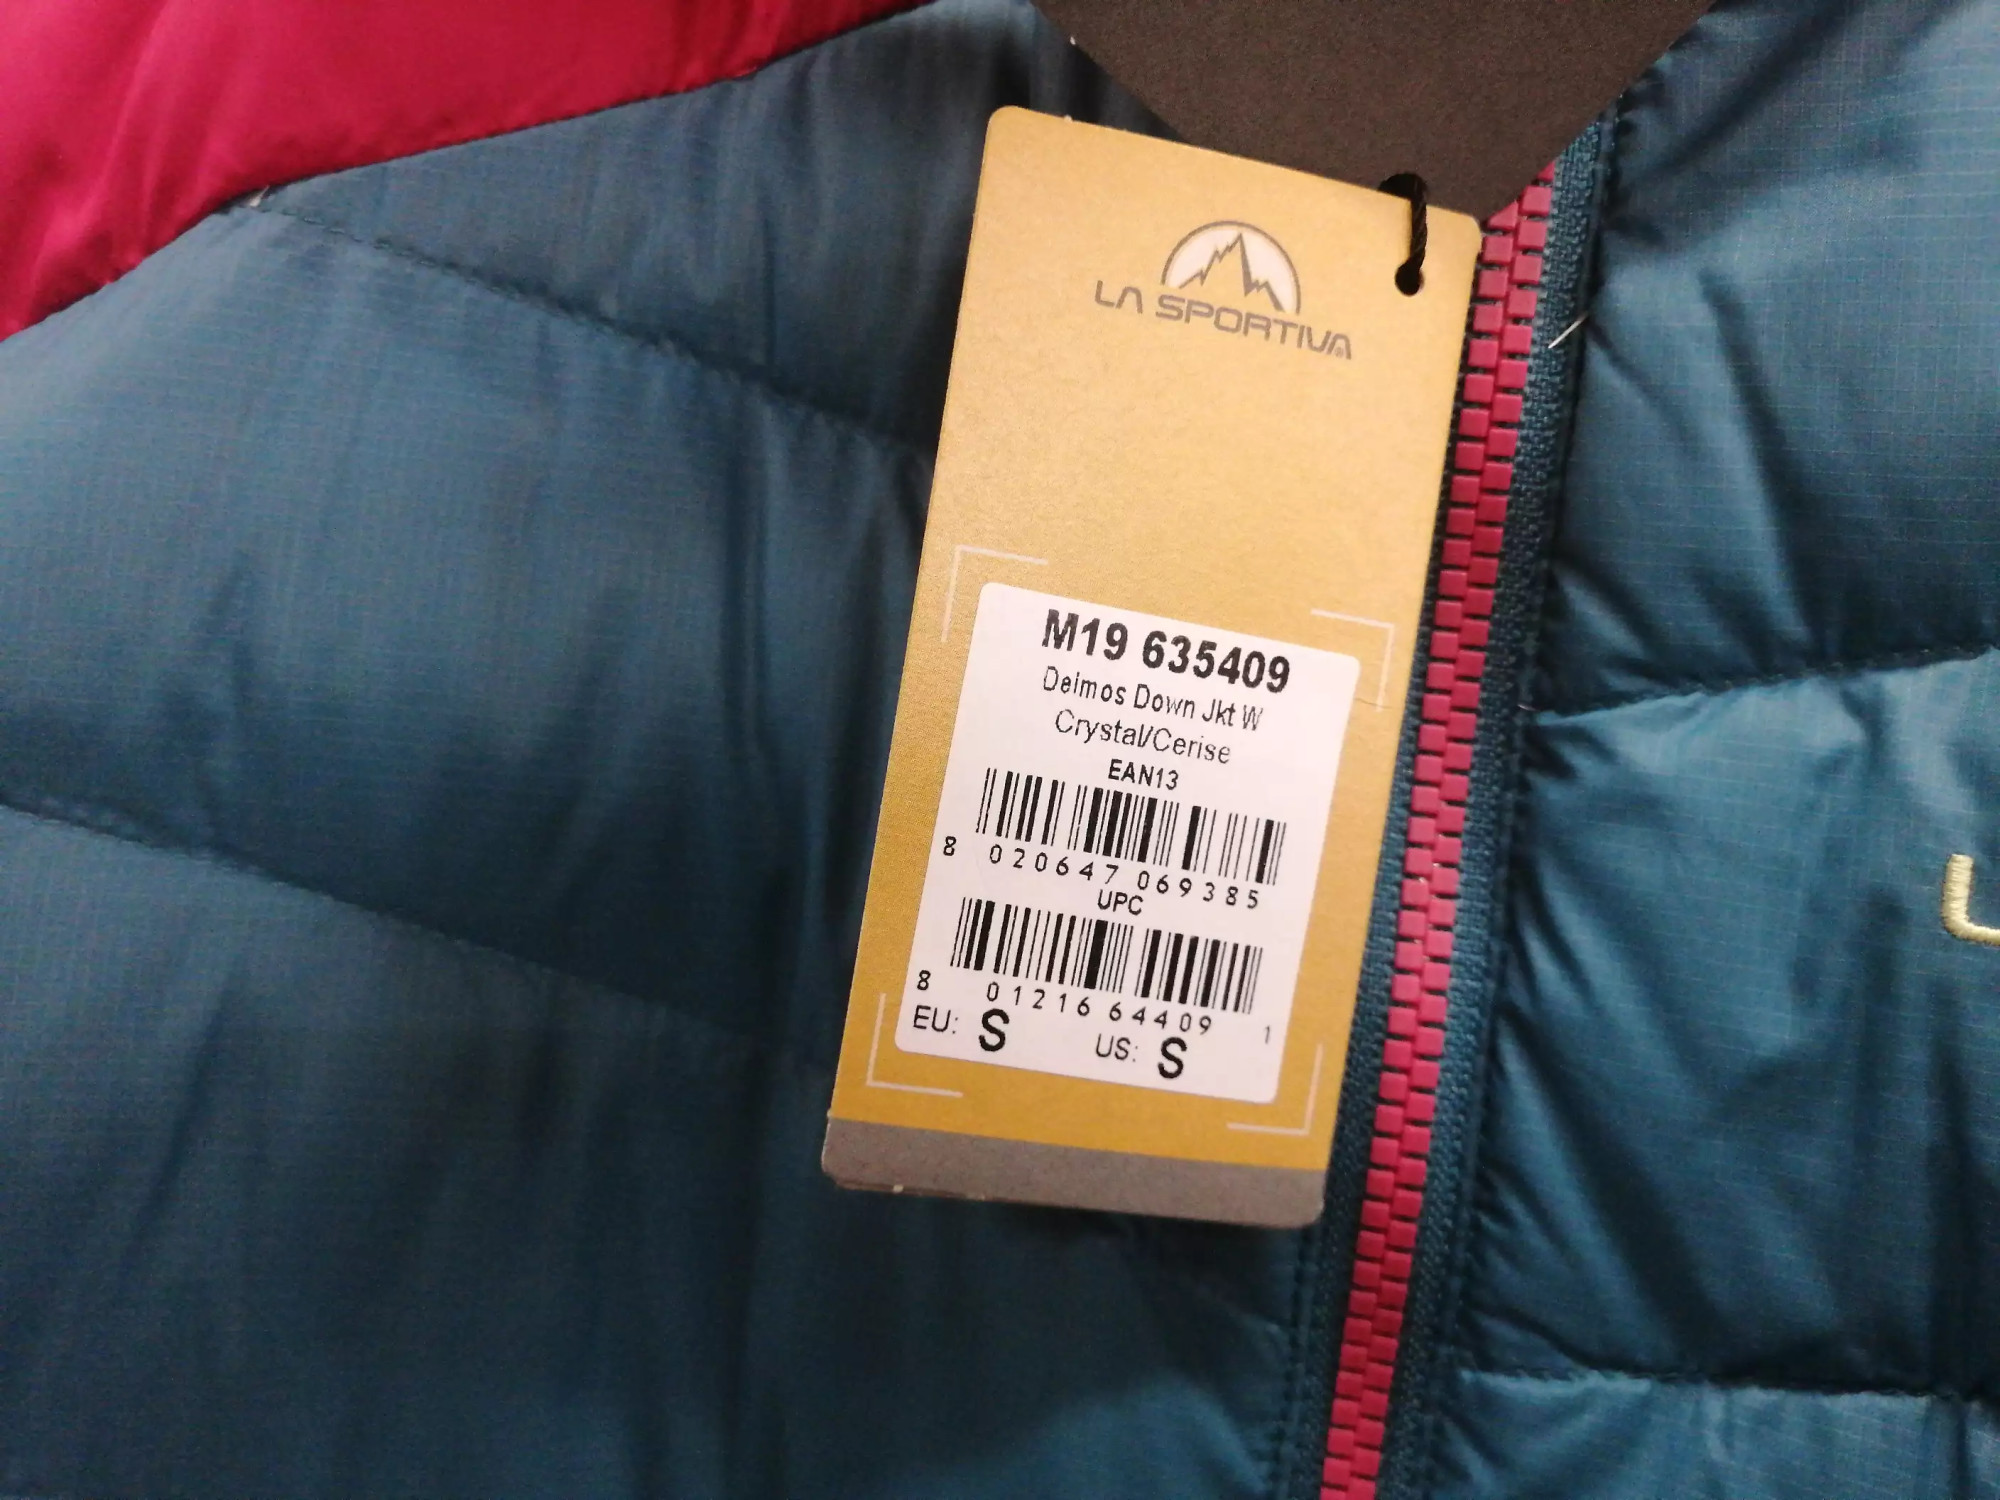 LA SPORTIVA
M19 635409
Deimos Down Jkt W
Crystal/Cerise
EAN13
8 020647 069385
UPC
8 01216 64409 1
EU: S US: S